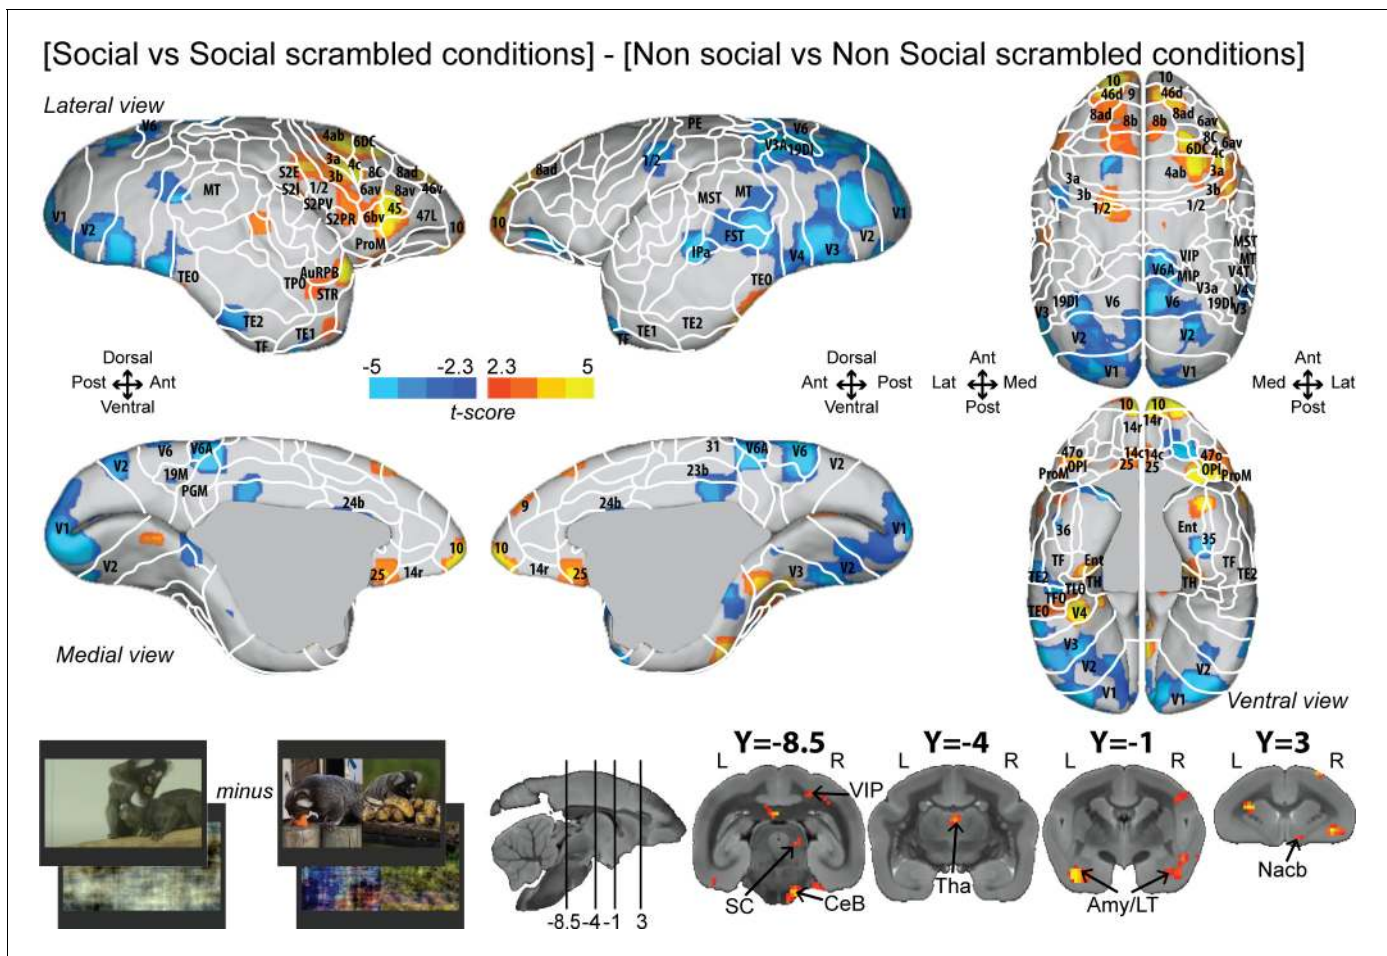 [Social vs Social scrambled conditions] - [Non social vs Non Social scrambled conditions]
Lateral view
V6
4ab
6DC
3a
4c
8C
8ad
S2E
3b
S2I
1/2
6av
8av
46v
S2PV
45
S2PR
6bv
47L
10
ProM
MT
V1
V2
TEO
AuRPB
TPO
STR
TE2
TE1
TF
PE
V6
V3A
19DI
1/2
8ad
MT
MST
V1
10
FST
V2
IPa
V3
V4
TEO
TE2
TE1
TF
10
10
46d
9
46d
8ad
8b
8b
8ad
6av
8C
6DC
6av
4c
3a
4ab
3a
3b
3b
1/2
1/2
MST
VIP
MT
V6A
MIP
V4T
V3a
V4
19DI
V6
V6
19DI
V3
V3
V2
V2
V1
V1
Dorsal
Post
Ant
Ventral
-5
-2.3
2.3
5
t-score
Dorsal
Ant
Post
Ventral
Ant
Lat
Med
Post
Ant
Med
Lat
Post
V6
V6A
V2
19M
PGM
24b
V1
V2
10
25
14r
31
V6A
V6
V2
23b
9
24b
V1
10
14r
25
V3
V2
10
10
14r
14r
47o
14c
14c
47o
OPI
25
25
OPI
ProM
ProM
36
Ent
35
TF
Ent
TF
TE2
TH
TH
TE2
TLO
TFO
TEO
V4
V3
V2
V2
V1
V1
Medial view
Ventral view
minus
-8.5
-4
-1
3
Y=-8.5
L
R
VIP
SC
CeB
Y=-4
L
R
Tha
Y=-1
L
R
Amy/LT
Y=3
L
R
Nacb